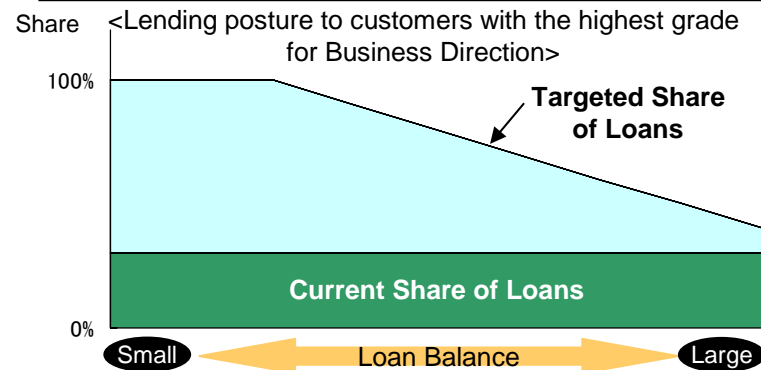 Share
<Lending posture to customers with the highest grade
for Business Direction>
100%
Targeted Share
of Loans
Current Share of Loans
0%
Small
Loan Balance
Large